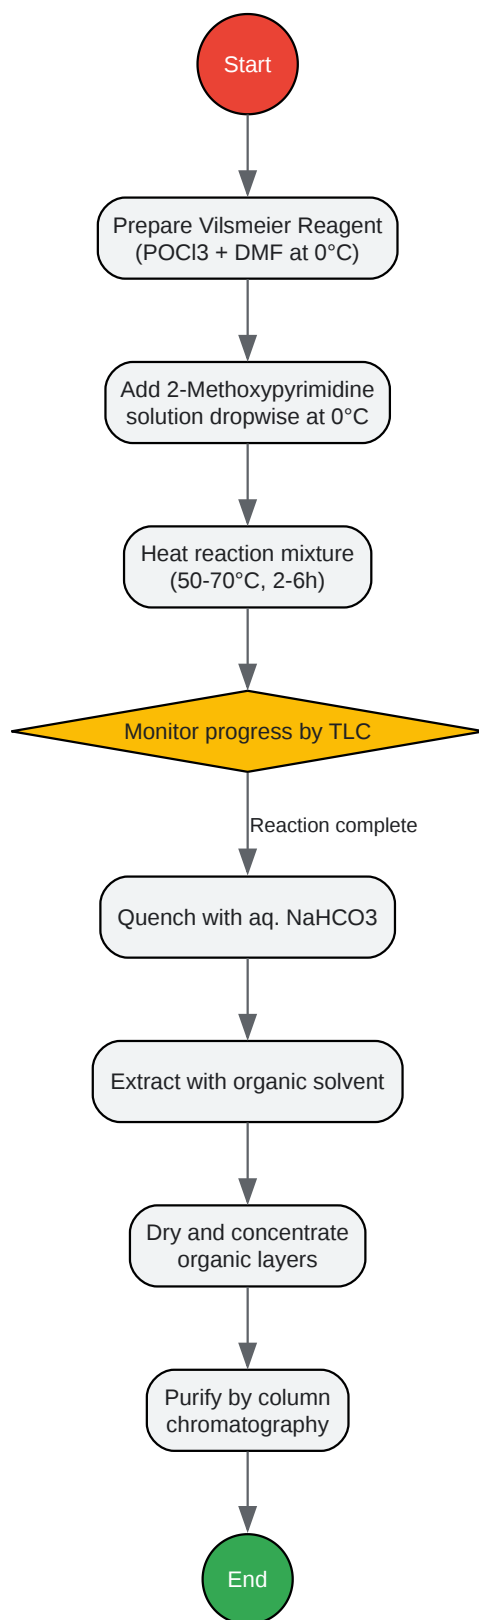 Start
Prepare Vilsmeier Reagent
(POCl3 + DMF at 0°C)
Add 2-Methoxypyrimidine
solution dropwise at 0°C
Heat reaction mixture
(50-70°C, 2-6h)
Monitor progress by TLC
Reaction complete
Quench with aq. NaHCO3
Extract with organic solvent
Dry and concentrate
organic layers
Purify by column
chromatography
End